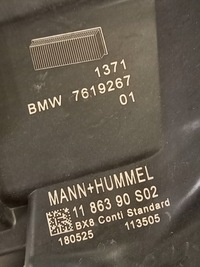 1371
BMW 7619267
01
MANN+HUMMEL
11 863 90 S02
BX8 Conti Standard
180525 113505